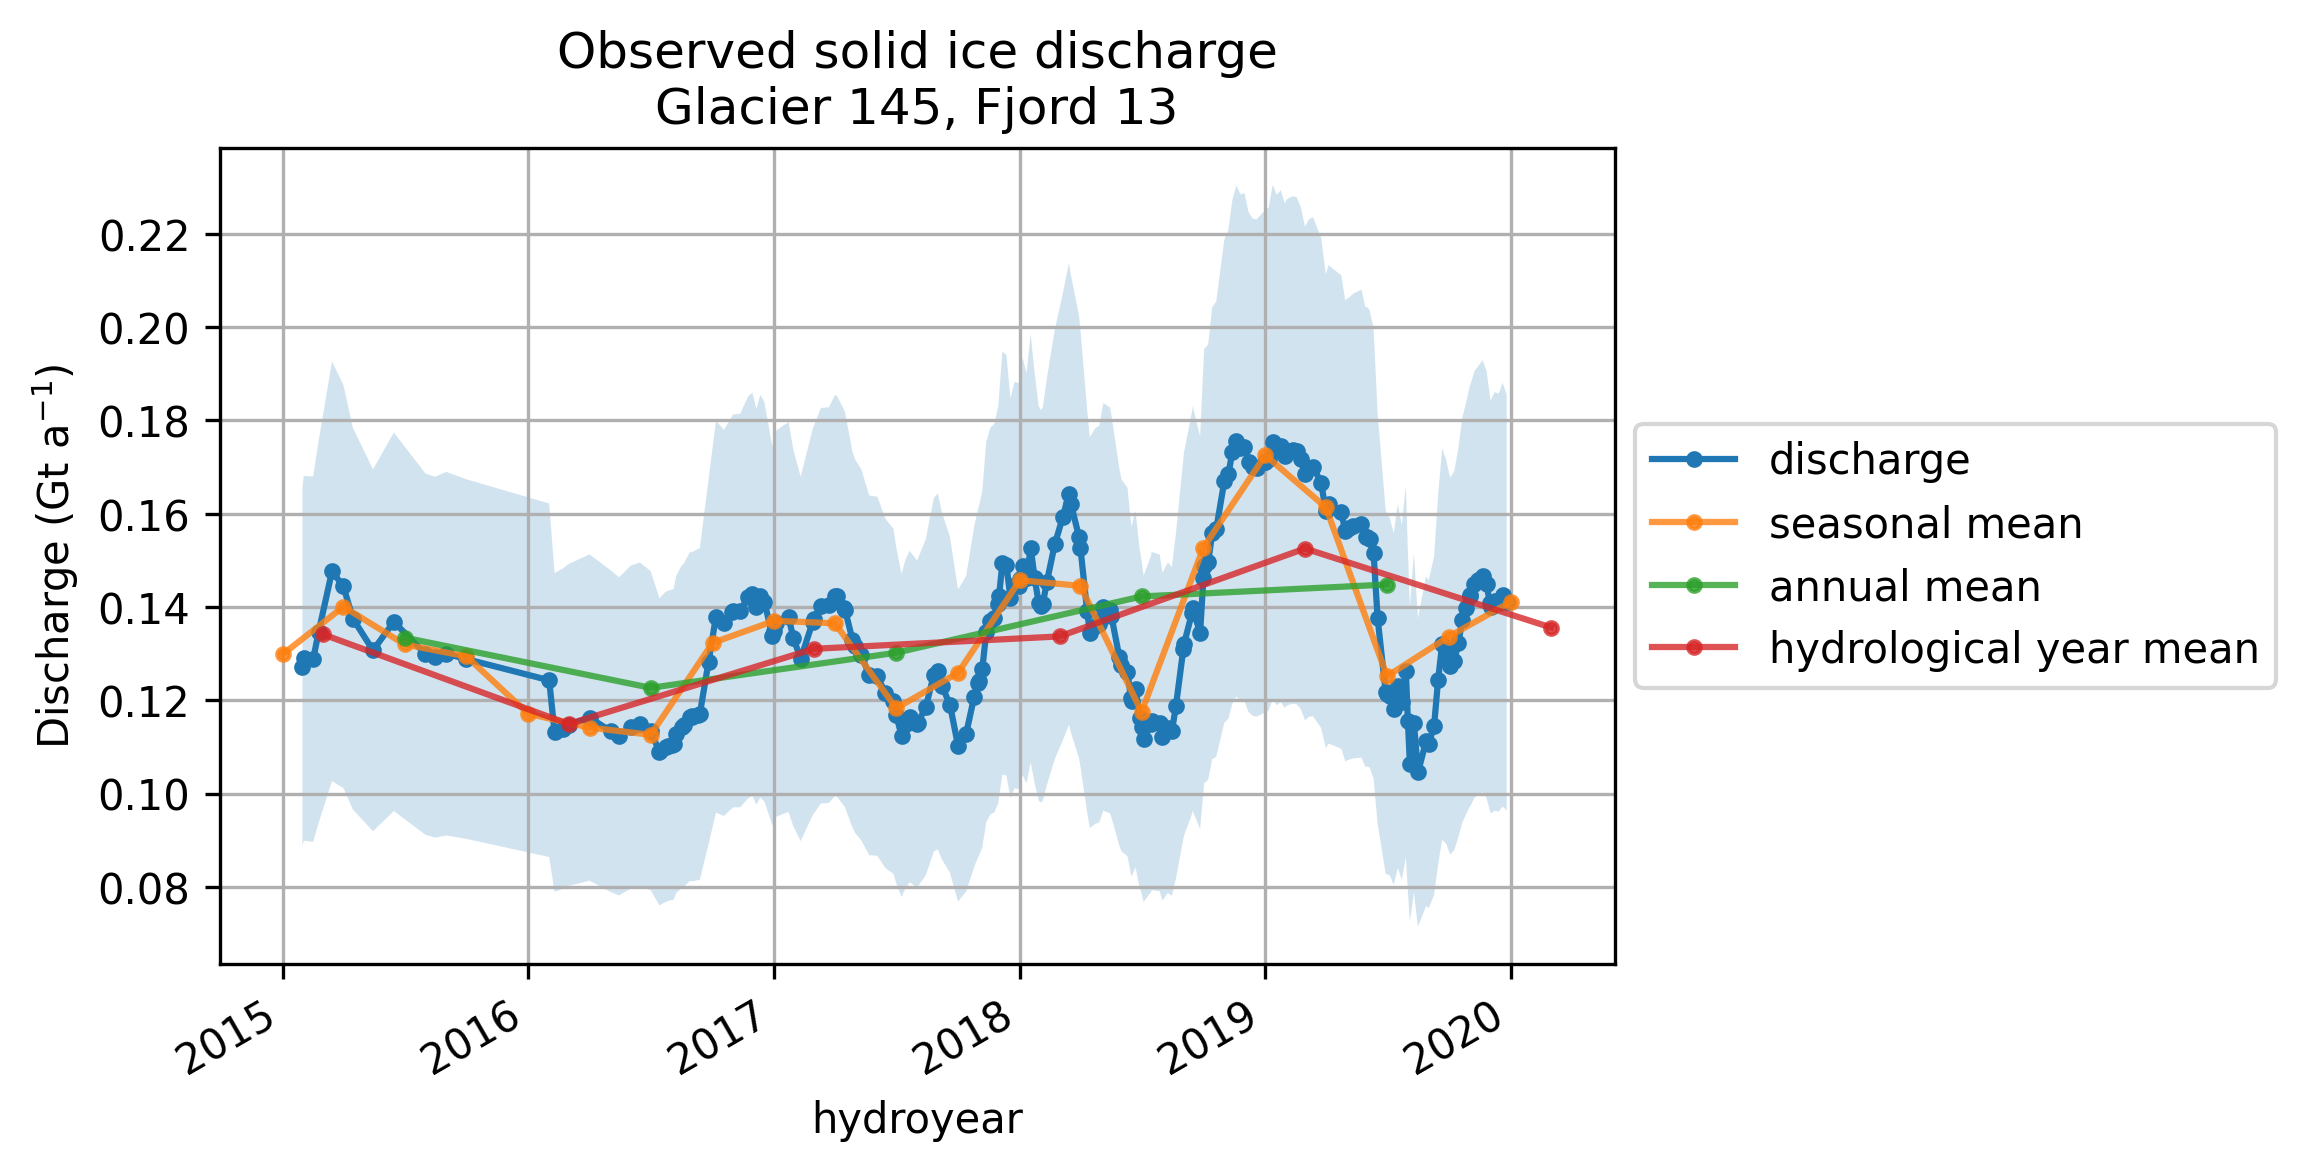 Observed solid ice discharge
Glacier 145, Fjord 13
Discharge (Gt a⁻¹)
0.22
0.20
0.18
0.16
0.14
0.12
0.10
0.08
2015
2016
2017
2018
2019
2020
hydroyear
discharge
seasonal mean
annual mean
hydrological year mean